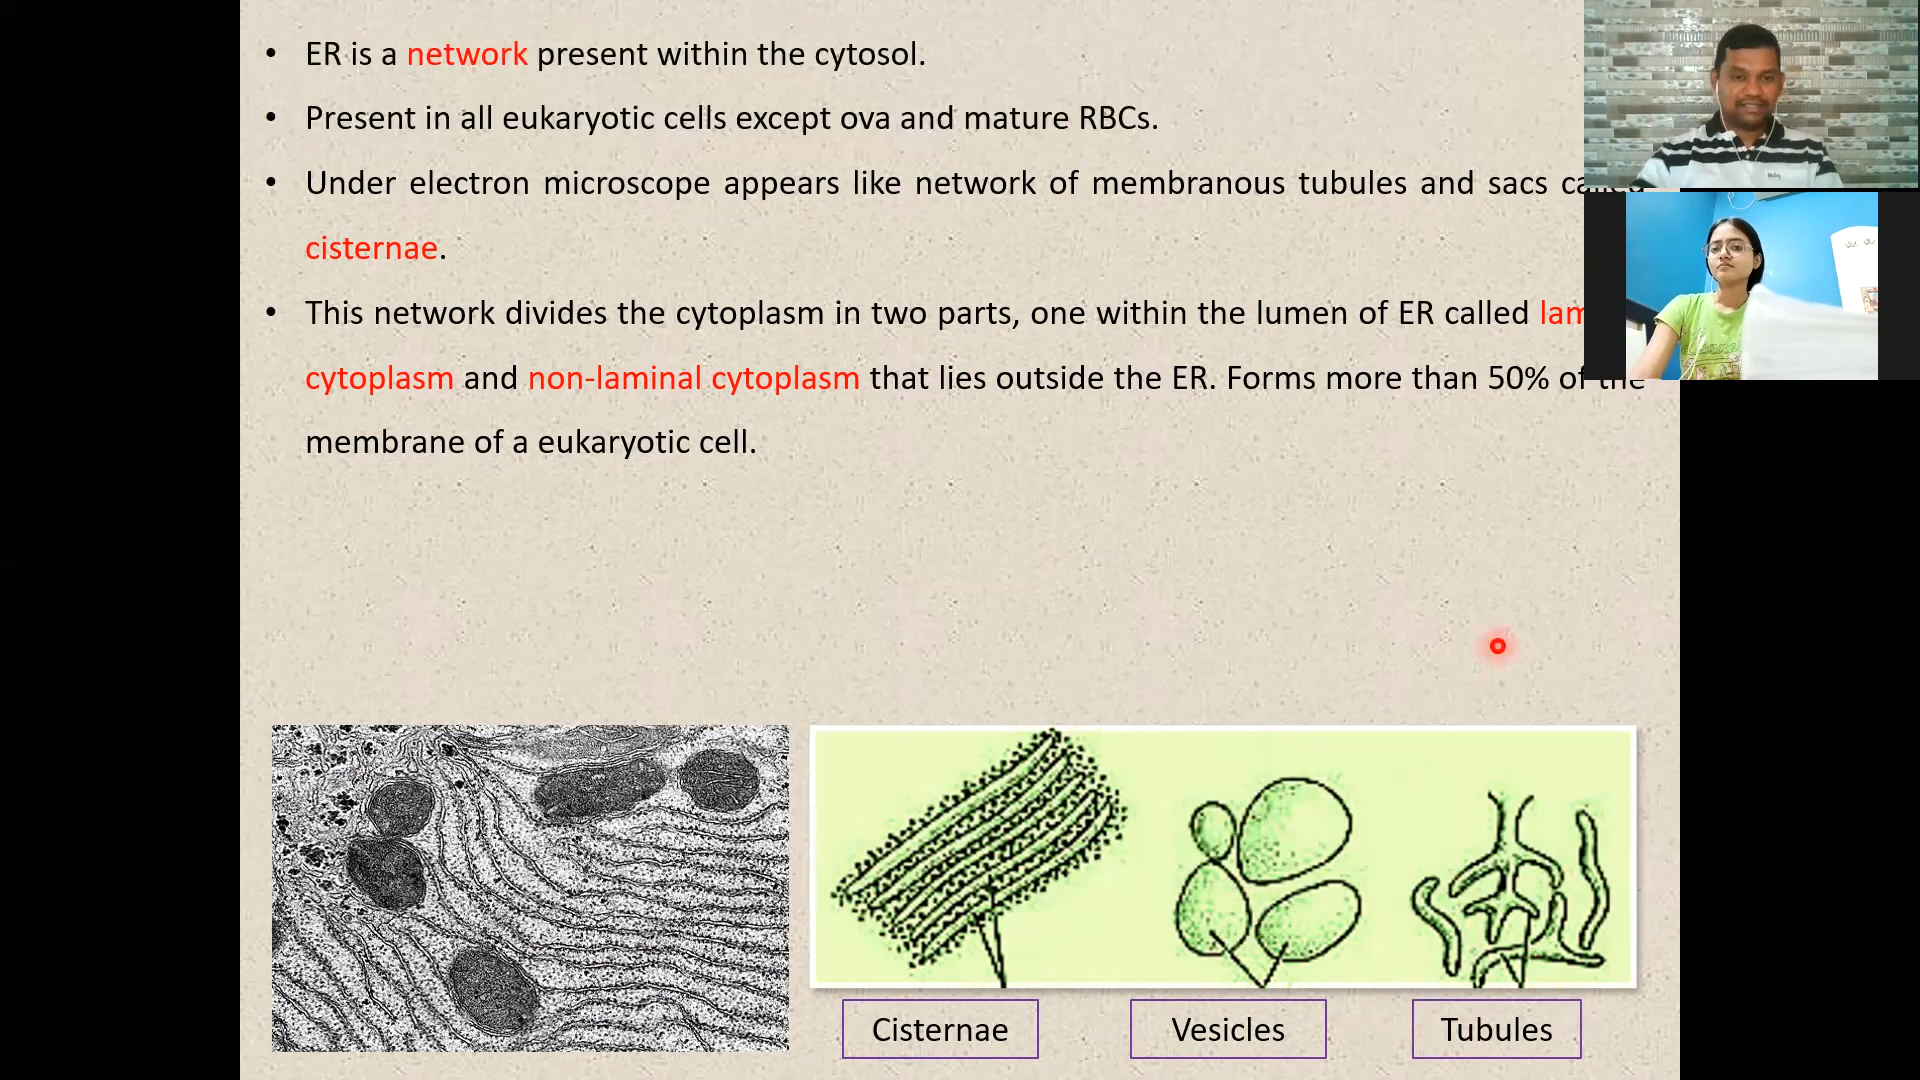 • ER is a network present within the cytosol.
• Present in all eukaryotic cells except ova and mature RBCs.
• Under electron microscope appears like network of membranous tubules and sacs called
cisternae.
• This network divides the cytoplasm in two parts, one within the lumen of ER called
cytoplasm and non-laminal cytoplasm that lies outside the ER. Forms more than 50% of the
membrane of a eukaryotic cell.
Cisternae
Vesicles
Tubules